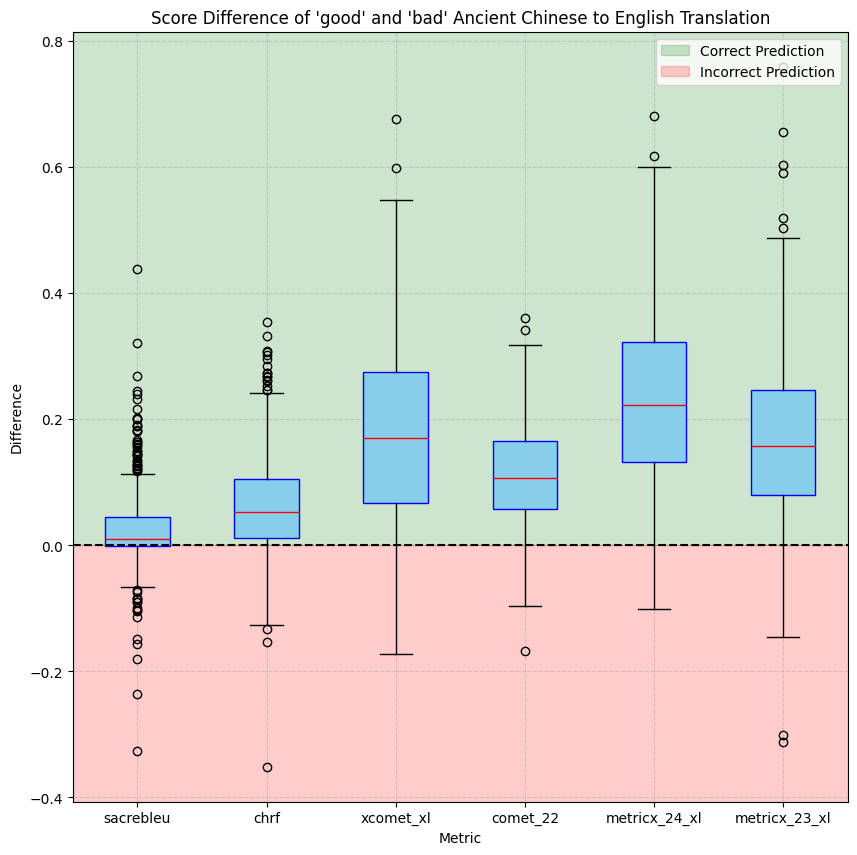 Score Difference of 'good' and 'bad' Ancient Chinese to English Translation
Correct Prediction
Incorrect Prediction
0.8
0.6
0.4
0.2
0.0
−0.2
−0.4
Difference
sacrebleu chrf xcomet_xl comet_22 metricx_24_xl metricx_23_xl
Metric